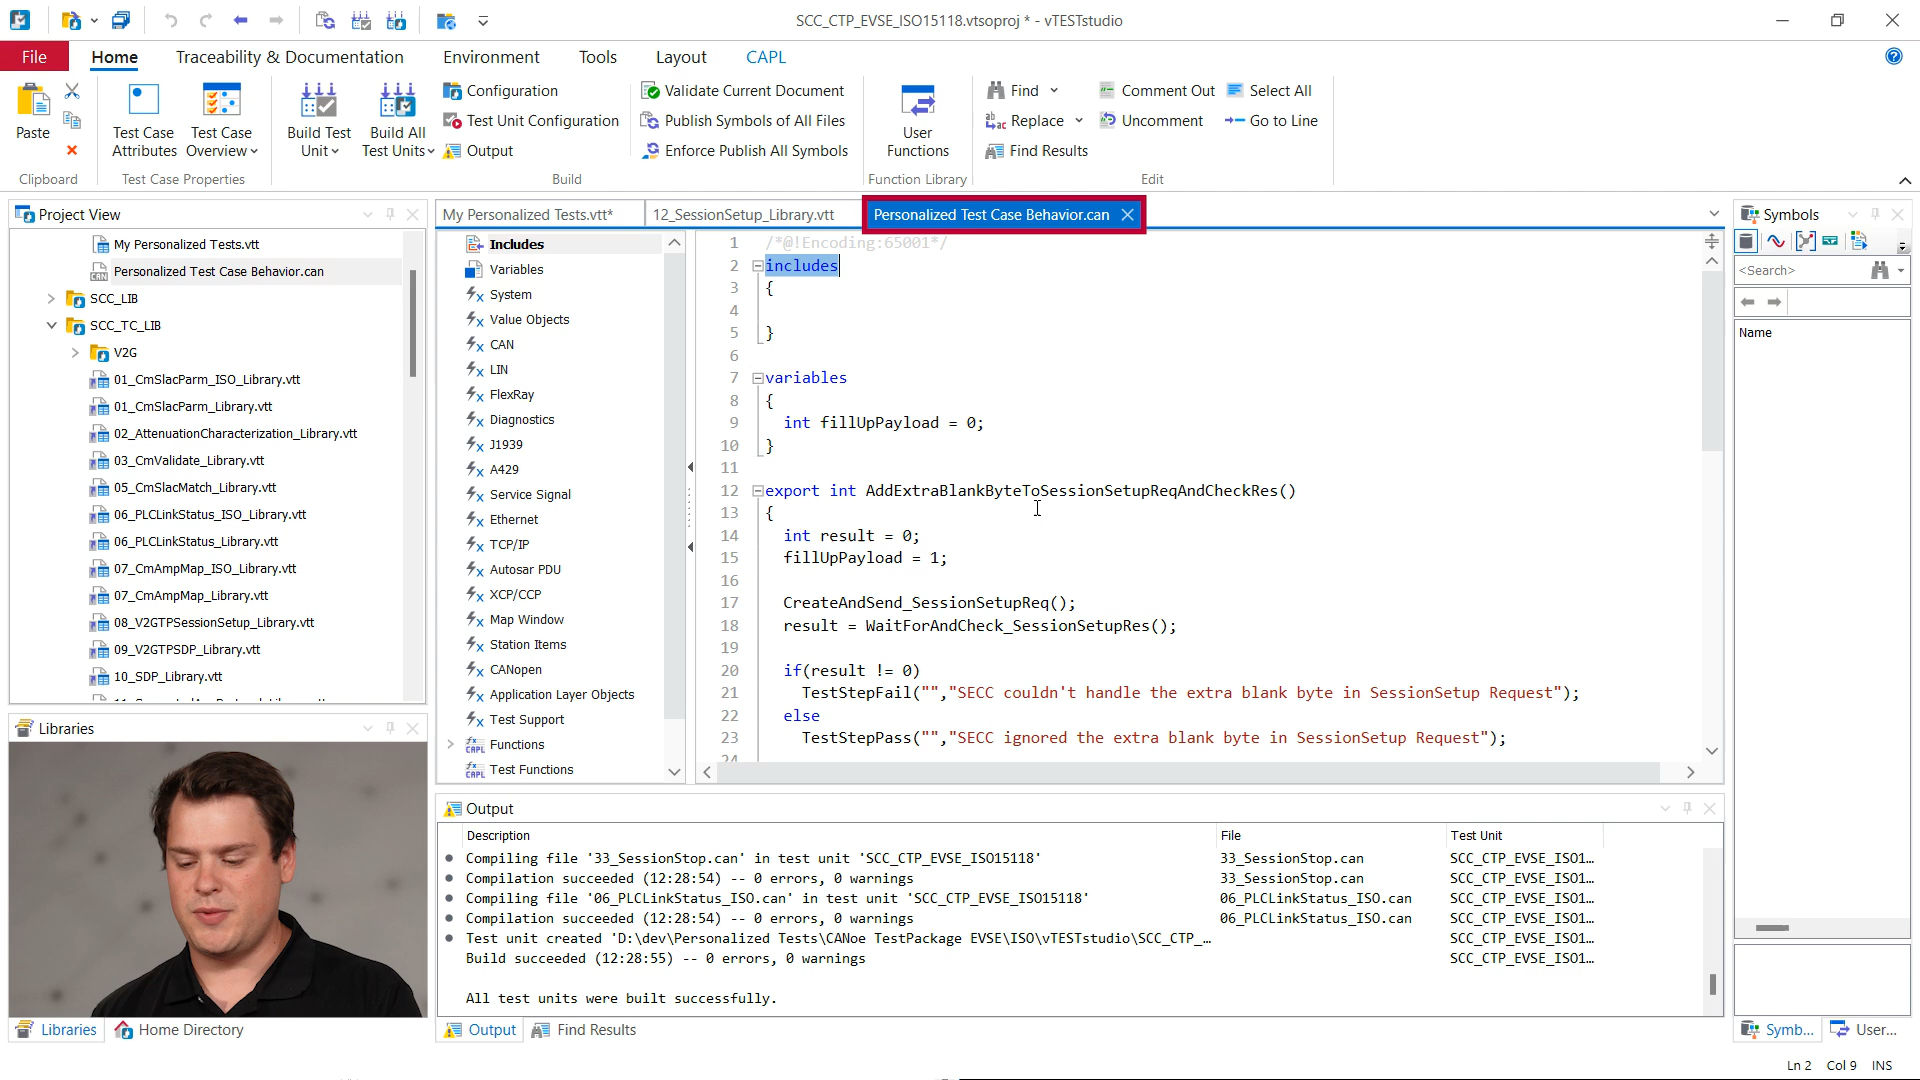 SCC_CTP_EVSE_ISO15118.vtsoproj * - vTESTstudio
File
Home
Traceability & Documentation
Environment
Tools
Layout
CAPL
Paste
Test Case Attributes
Test Case Overview
Build Test Unit
Build All Test Units
Configuration
Test Unit Configuration
Output
Validate Current Document
Publish Symbols of All Files
Enforce Publish All Symbols
User Functions
Find
Replace
Find Results
Comment Out
Uncomment
Select All
Go to Line
Clipboard
Test Case Properties
Build
Function Library
Edit
Project View
My Personalized Tests.vtt
Personalized Test Case Behavior.can
SCC_LIB
SCC_TC_LIB
V2G
01_CmSlacParm_ISO_Library.vtt
01_CmSlacParm_Library.vtt
02_AttenuationCharacterization_Library.vtt
03_CmValidate_Library.vtt
05_CmSlacMatch_Library.vtt
06_PLCLinkStatus_ISO_Library.vtt
06_PLCLinkStatus_Library.vtt
07_CmAmpMap_ISO_Library.vtt
07_CmAmpMap_Library.vtt
08_V2GTPSessionSetup_Library.vtt
09_V2GTPSDP_Library.vtt
10_SDP_Library.vtt
Libraries
Libraries
Home Directory
My Personalized Tests.vtt*
12_SessionSetup_Library.vtt
Personalized Test Case Behavior.can
Includes
Variables
System
Value Objects
CAN
LIN
FlexRay
Diagnostics
J1939
A429
Service Signal
Ethernet
TCP/IP
Autosar PDU
XCP/CCP
Map Window
Station Items
CANopen
Application Layer Objects
Test Support
Functions
Test Functions
1 /*@!Encoding:65001*/
2 includes
3 {
4
5 }
6
7 variables
8 {
9 int fillUpPayload = 0;
10 }
11
12 export int AddExtraBlankByteToSessionSetupReqAndCheckRes()
13 {
14 int result = 0;
15 fillUpPayload = 1;
16
17 CreateAndSend_SessionSetupReq();
18 result = WaitForAndCheck_SessionSetupRes();
19
20 if(result != 0)
21 TestStepFail("","SECC couldn't handle the extra blank byte in SessionSetup Request");
22 else
23 TestStepPass("","SECC ignored the extra blank byte in SessionSetup Request");
24
Output
Description File Test Unit
Compiling file '33_SessionStop.can' in test unit 'SCC_CTP_EVSE_ISO15118' 33_SessionStop.can SCC_CTP_EVSE_ISO1...
Compilation succeeded (12:28:54) -- 0 errors, 0 warnings 33_SessionStop.can SCC_CTP_EVSE_ISO1...
Compiling file '06_PLCLinkStatus_ISO.can' in test unit 'SCC_CTP_EVSE_ISO15118' 06_PLCLinkStatus_ISO.can SCC_CTP_EVSE_ISO1...
Compilation succeeded (12:28:54) -- 0 errors, 0 warnings 06_PLCLinkStatus_ISO.can SCC_CTP_EVSE_ISO1...
Test unit created 'D:\dev\Personalized Tests\CANoe TestPackage EVSE\ISO\vTESTstudio\SCC_CTP_... SCC_CTP_EVSE_ISO1...
Build succeeded (12:28:55) -- 0 errors, 0 warnings SCC_CTP_EVSE_ISO1...
All test units were built successfully.
Output
Find Results
Symbols
<Search>
Name
Symb...
User...
Ln 2 Col 9 INS